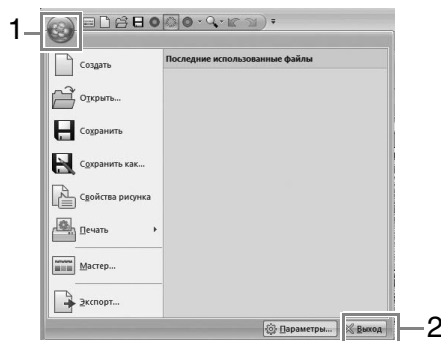 1
Создать
Последние использованные файлы
Открыть...
Сохранить
Сохранить как...
Свойства рисунка
Печать
Мастер...
Экспорт...
Параметры...
Выход
2